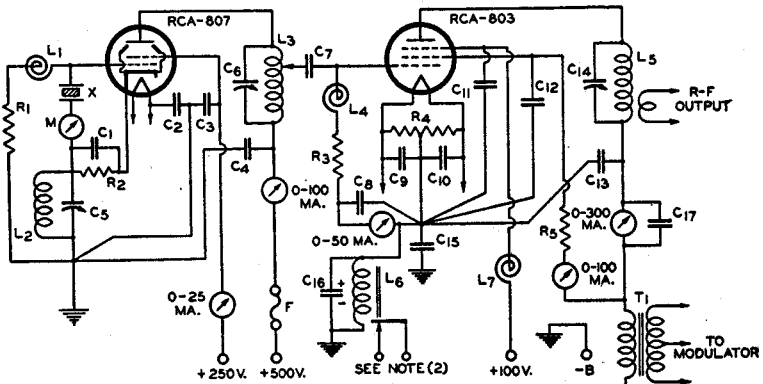 RCA-807
RCA-803
L1
L3
C7
L5
C6
C14
X
C11
C12
R-F
OUTPUT
R1
M
C1
C2
C3
L4
R4
R2
C4
R3
C9
C10
C13
C5
0-100
MA.
C8
0-300
MA.
C17
L2
0-50 MA.
C15
R5
0-25
MA.
C16
+
-
L6
L7
0-100
MA.
T1
F
TO
MODULATOR
+250V.
+500V.
SEE NOTE (2)
+100V.
-B